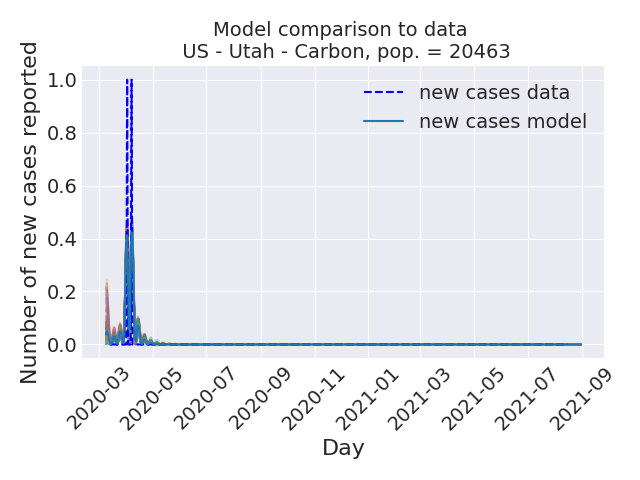 Model comparison to data
US - Utah - Carbon, pop. = 20463
Number of new cases reported
1.0
0.8
0.6
0.4
0.2
0.0
new cases data
new cases model
2020-03
2020-05
2020-07
2020-09
2020-11
2021-01
2021-03
2021-05
2021-07
2021-09
Day